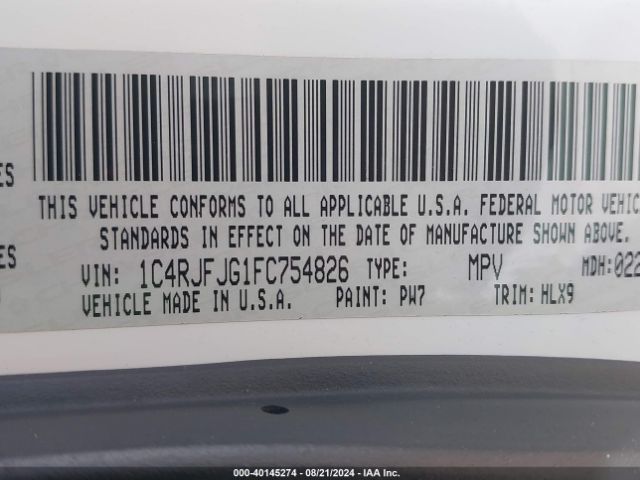 ES
THIS VEHICLE CONFORMS TO ALL APPLICABLE U.S.A. FEDERAL MOTOR VEHIC
STANDARDS IN EFFECT ON THE DATE OF MANUFACTURE SHOWN ABOVE.
ES
VIN: 1C4RJFJG1FC754826 TYPE: MPV MDH:022
VEHICLE MADE IN U.S.A. PAINT: PW7 TRIM: HLX9
000-40145274 - 08/21/2024 - IAA Inc.